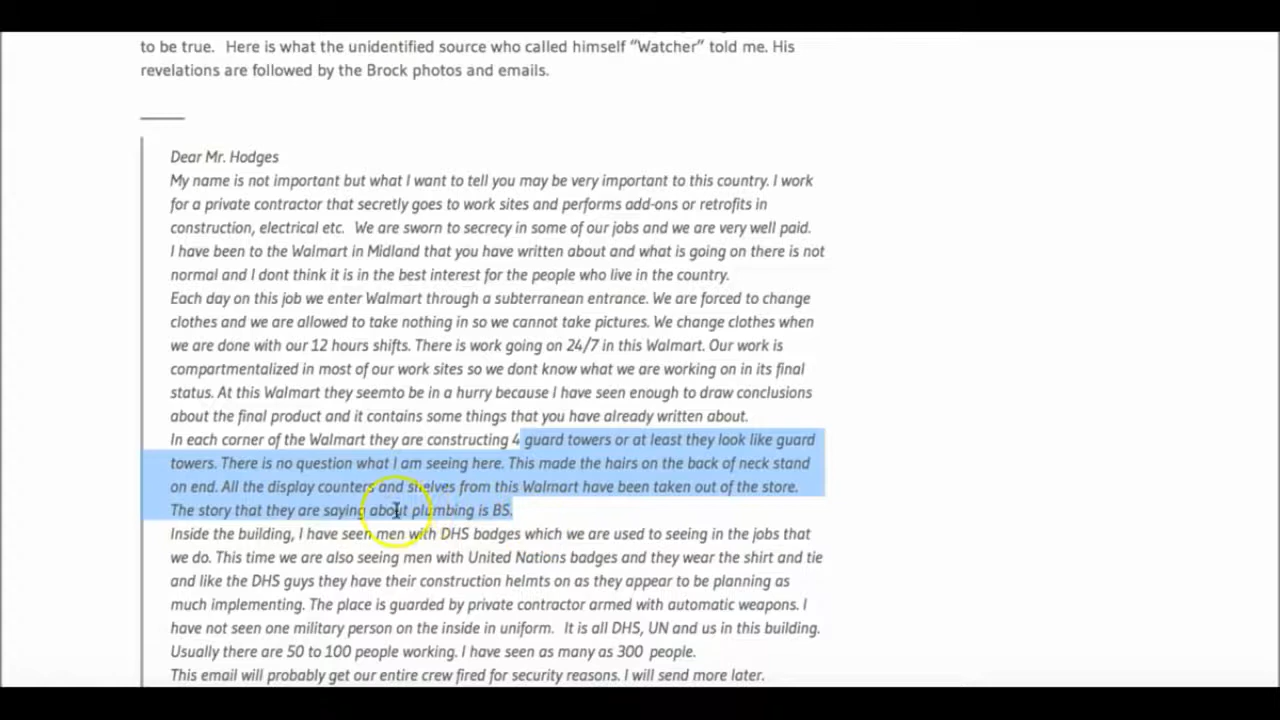 to be true.  Here is what the unidentified source who called himself “Watcher” told me. His
revelations are followed by the Brock photos and emails.
Dear Mr. Hodges
My name is not important but what I want to tell you may be very important to this country. I work
for a private contractor that secretly goes to work sites and performs add-ons or retrofits in
construction, electrical etc.  We are sworn to secrecy in some of our jobs and we are very well paid.
I have been to the Walmart in Midland that you have written about and what is going on there is not
normal and I dont think it is in the best interest for the people who live in the country.
Each day on this job we enter Walmart through a subterranean entrance. We are forced to change
clothes and we are allowed to take nothing in so we cannot take pictures. We change clothes when
we are done with our 12 hours shifts. There is work going on 24/7 in this Walmart. Our work is
compartmentalized in most of our work sites so we dont know what we are working on in its final
status. At this Walmart they seemto be in a hurry because I have seen enough to draw conclusions
about the final product and it contains some things that you have already written about.
In each corner of the Walmart they are constructing 4 guard towers or at least they look like guard
towers. There is no question what I am seeing here. This made the hairs on the back of neck stand
on end. All the display counters and shelves from this Walmart have been taken out of the store.
The story that they are saying about plumbing is BS.
Inside the building, I have seen men with DHS badges which we are used to seeing in the jobs that
we do. This time we are also seeing men with United Nations badges and they wear the shirt and tie
and like the DHS guys they have their construction helmts on as they appear to be planning as
much implementing. The place is guarded by private contractor armed with automatic weapons. I
have not seen one military person on the inside in uniform.  It is all DHS, UN and us in this building.
Usually there are 50 to 100 people working. I have seen as many as 300 people.
This email will probably get our entire crew fired for security reasons. I will send more later.